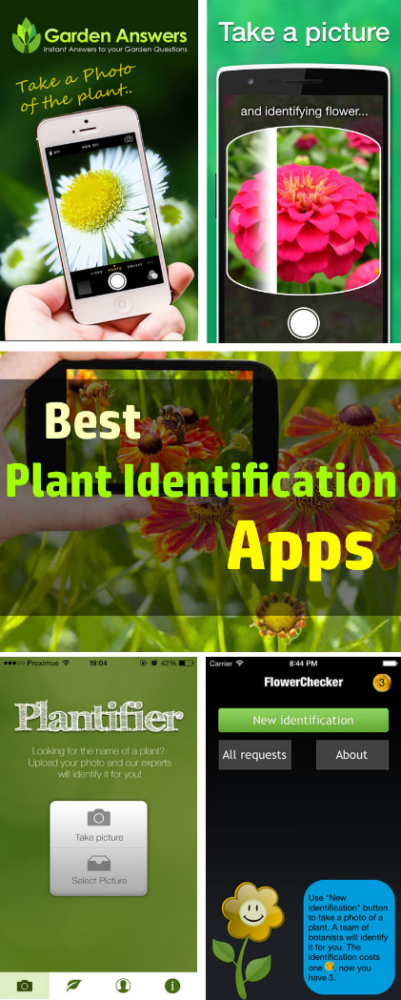 Garden Answers
Instant Answers to your Garden Questions
Take a Photo
of the plant..
HDR Off
VIDEO PHOTO SQUARE
Take a picture
and identifying flower...
Best
Plant Identification
Apps
Proximus 19:04 42%
Plantifier
Looking for the name of a plant?
Upload your photo and our experts
will identify it for you!
Take picture
Select Picture
Carrier 8:44 PM
FlowerChecker
3
New identification
All requests
About
Use "New
identification" button
to take a photo of a
plant. A team of
botanists will identify
it for you. The
identification costs
one , now you
have 3.